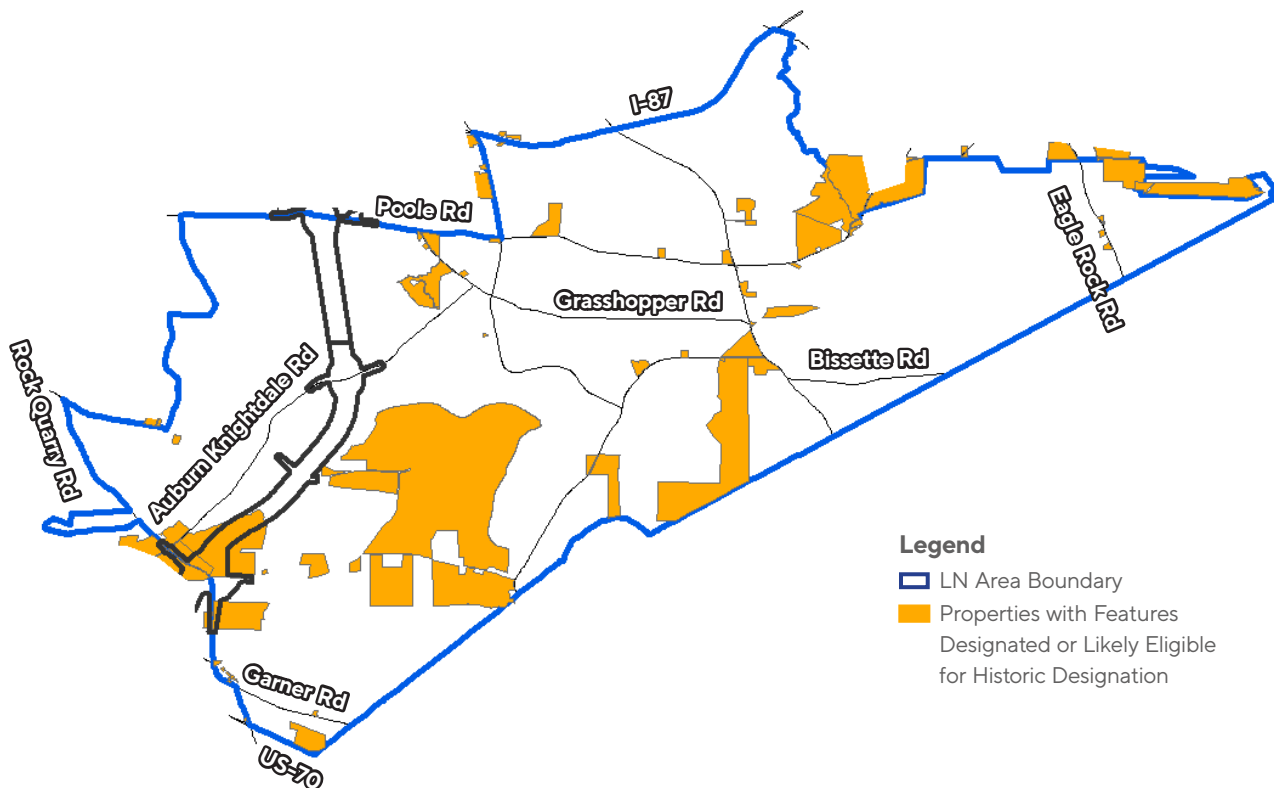 I-87
Poole Rd
Eagle Rock Rd
Grasshopper Rd
Bissette Rd
Rock Quarry Rd
Auburn Knightdale Rd
Legend
LN Area Boundary
Properties with Features
Designated or Likely Eligible
for Historic Designation
Garner Rd
US-70